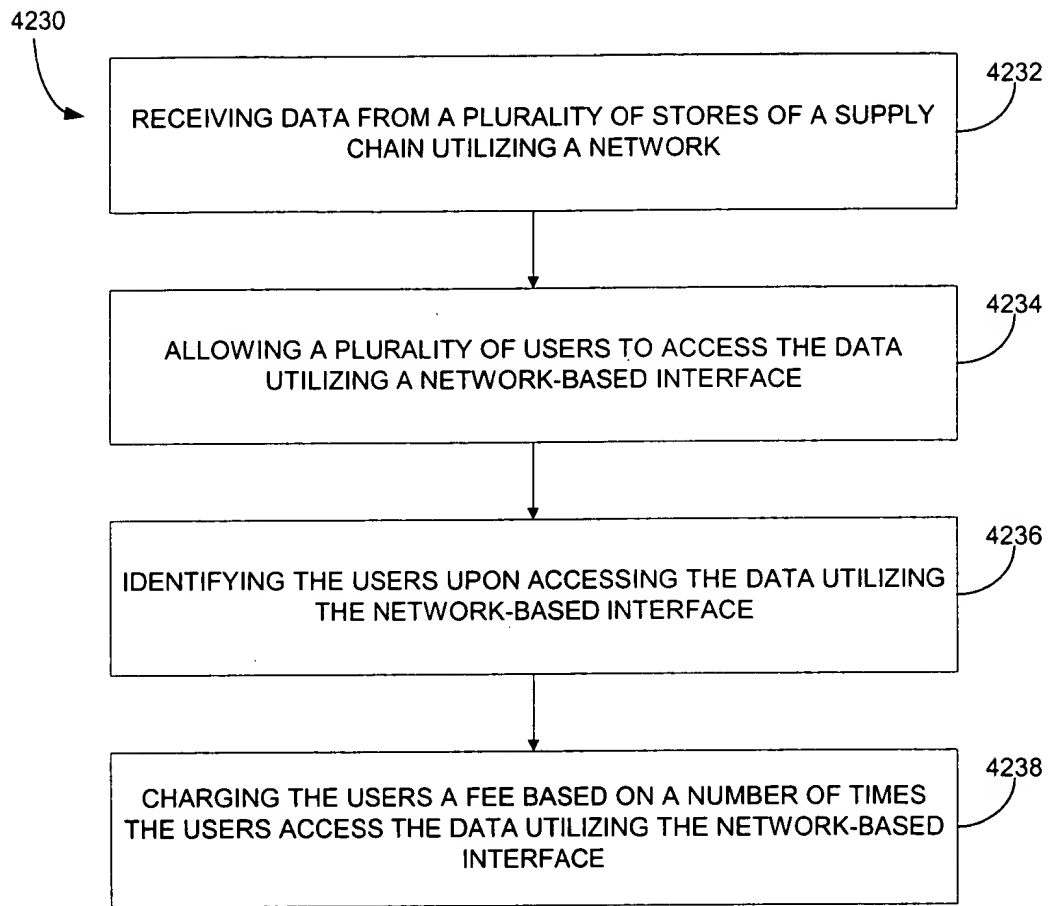 4230
4232
RECEIVING DATA FROM A PLURALITY OF STORES OF A SUPPLY
CHAIN UTILIZING A NETWORK
4234
ALLOWING A PLURALITY OF USERS TO ACCESS THE DATA
UTILIZING A NETWORK-BASED INTERFACE
4236
IDENTIFYING THE USERS UPON ACCESSING THE DATA UTILIZING
THE NETWORK-BASED INTERFACE
4238
CHARGING THE USERS A FEE BASED ON A NUMBER OF TIMES
THE USERS ACCESS THE DATA UTILIZING THE NETWORK-BASED
INTERFACE